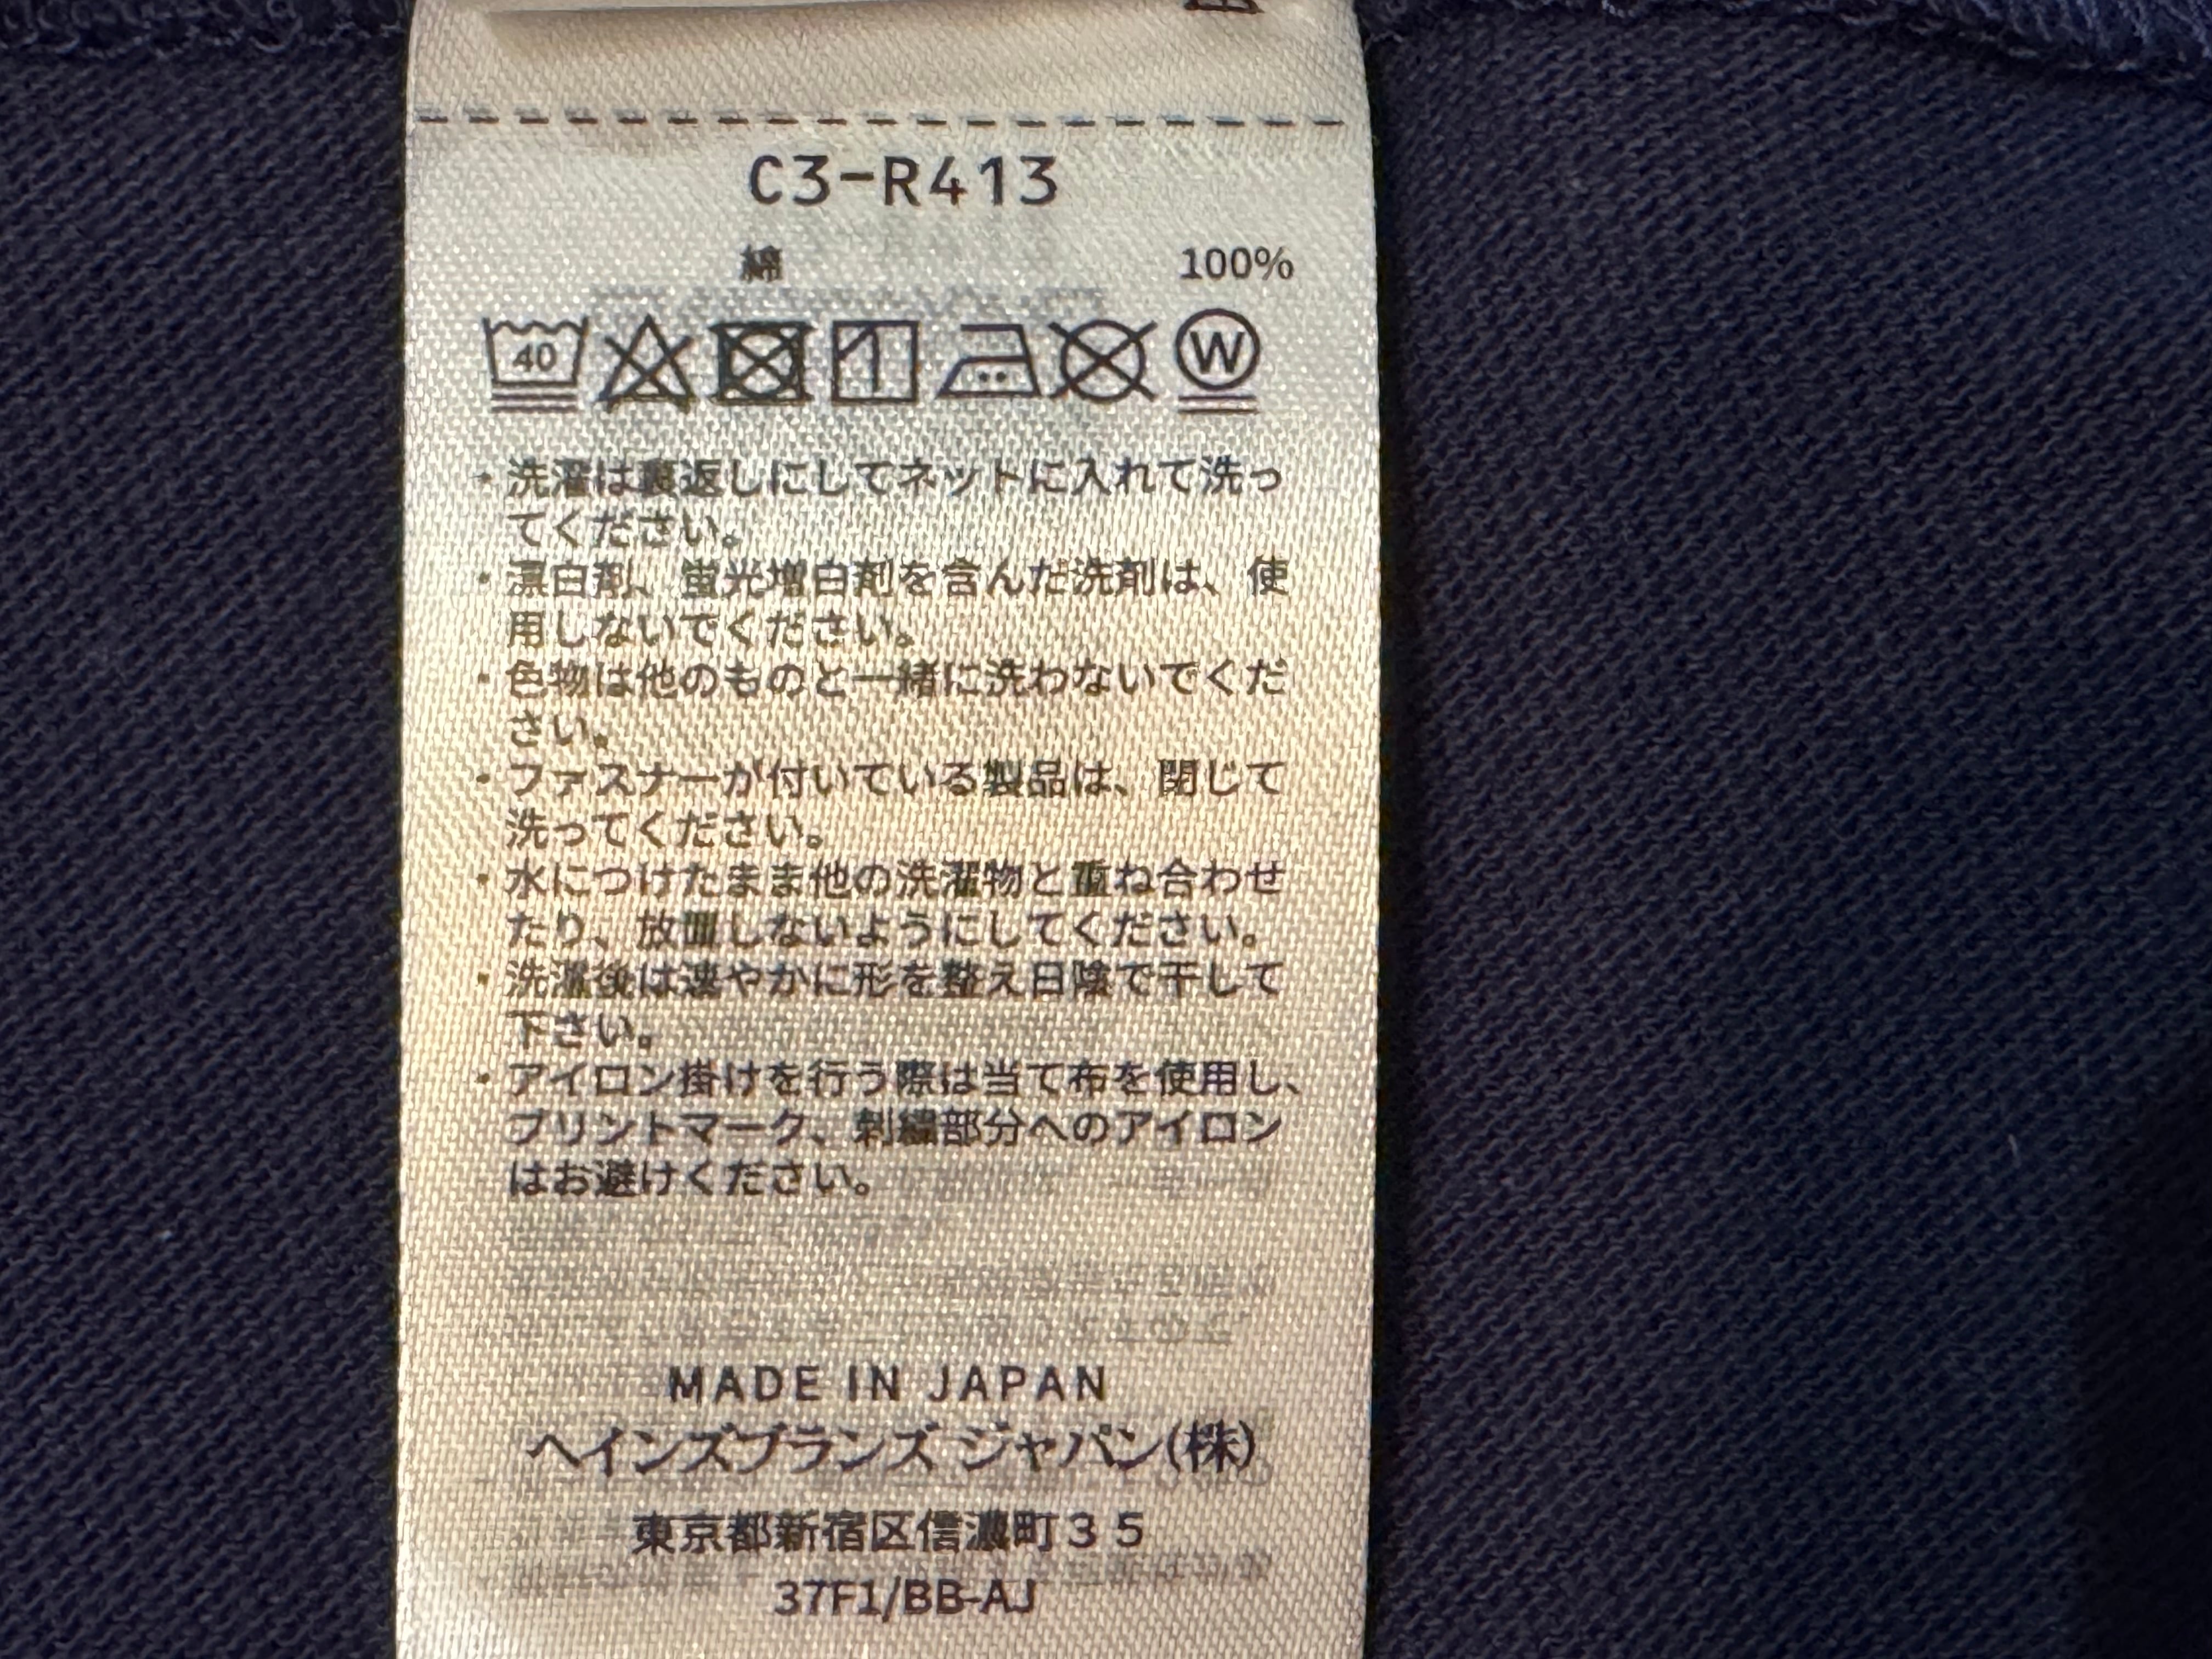 C3-R413
綿 100%
40
W
・洗濯は裏返しにしてネットに入れて洗っ
てください。
・漂白剤、蛍光増白剤を含んだ洗剤は、使
用しないでください。
・色物は他のものと一緒に洗わないでくだ
さい。
・ファスナーが付いている製品は、閉じて
洗ってください。
・水につけたまま他の洗濯物と重ね合わせ
たり、放置しないようにしてください。
・洗濯後は速やかに形を整え日陰で干して
下さい。
・アイロン掛けを行う際は当て布を使用し、
プリントマーク、刺繍部分へのアイロン
はお避けください。
MADE IN JAPAN
ヘインズブランズ ジャパン(株)
東京都新宿区信濃町35
37F1/BB-AJ